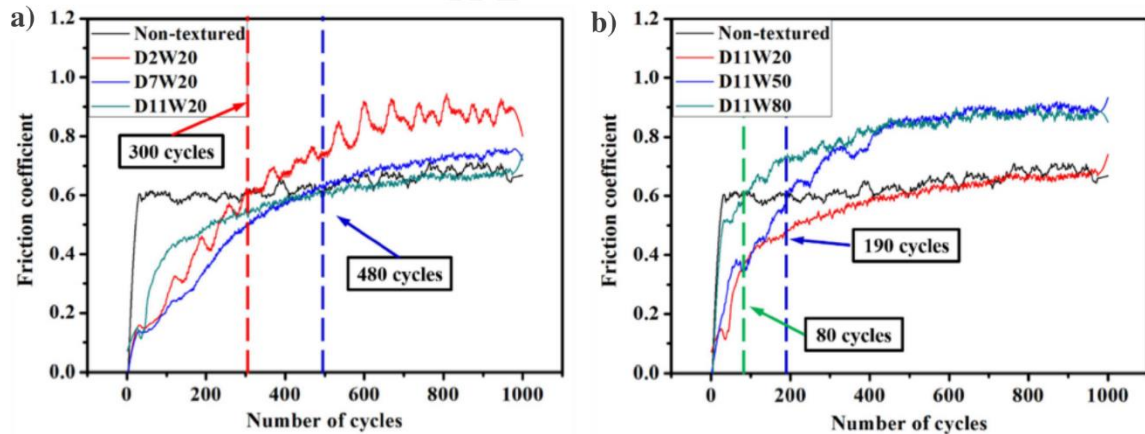 a)
Friction coefficient
1.2
1.0
0.8
0.6
0.4
0.2
0.0
Non-textured
D2W20
D7W20
D11W20
300 cycles
480 cycles
0
200
400
600
800
1000
Number of cycles
b)
Friction coefficient
1.2
1.0
0.8
0.6
0.4
0.2
0.0
Non-textured
D11W20
D11W50
D11W80
190 cycles
80 cycles
0
200
400
600
800
1000
Number of cycles